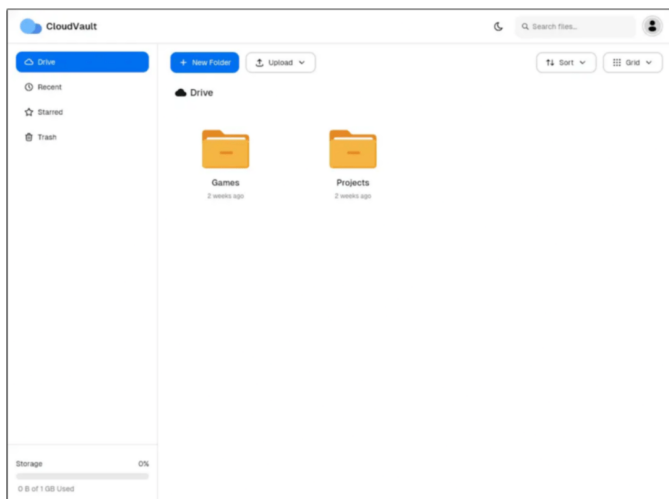 CloudVault
Search files...
Drive
Recent
Starred
Trash
+ New Folder
Upload
Sort
Grid
Drive
Games
2 weeks ago
Projects
2 weeks ago
Storage
0%
0 B of 1 GB Used